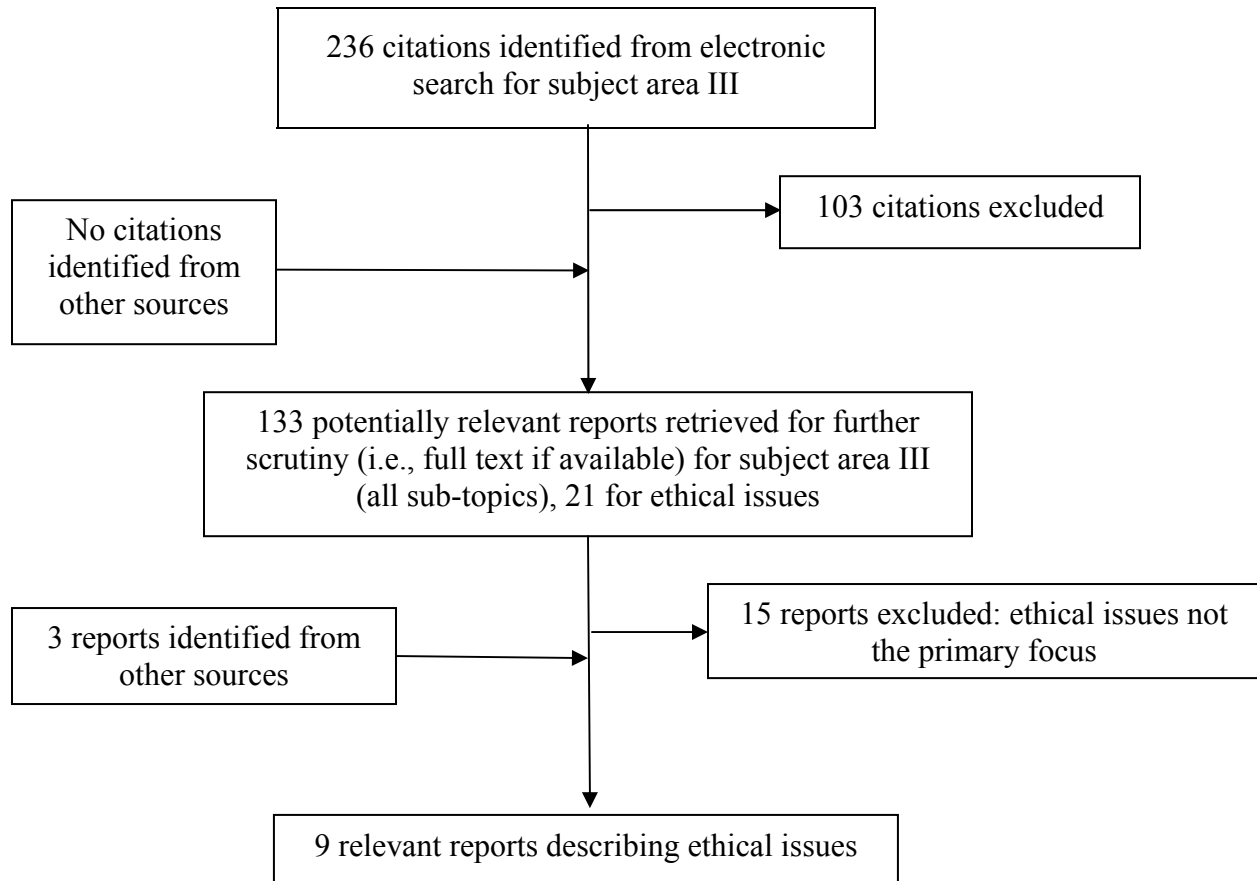 236 citations identified from electronic
search for subject area III
103 citations excluded
No citations
identified from
other sources
133 potentially relevant reports retrieved for further
scrutiny (i.e., full text if available) for subject area III
(all sub-topics), 21 for ethical issues
15 reports excluded: ethical issues not
the primary focus
3 reports identified from
other sources
9 relevant reports describing ethical issues